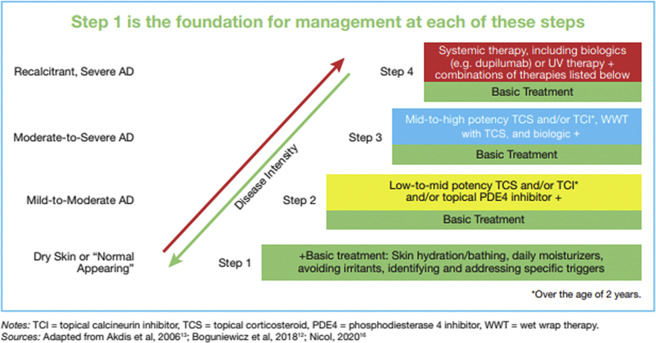 Step 1 is the foundation for management at each of these steps
Recalcitrant, Severe AD
Step 4
Systemic therapy, including biologics
(e.g. dupilumab) or UV therapy +
combinations of therapies listed below
Basic Treatment
Moderate-to-Severe AD
Step 3
Mid-to-high potency TCS and/or TCI*, WWT
with TCS, and biologic +
Basic Treatment
Disease Intensity
Mild-to-Moderate AD
Step 2
Low-to-mid potency TCS and/or TCI*
and/or topical PDE4 inhibitor +
Basic Treatment
Dry Skin or “Normal
Appearing”
Step 1
+Basic treatment: Skin hydration/bathing, daily moisturizers,
avoiding irritants, identifying and addressing specific triggers
*Over the age of 2 years.
Notes: TCI = topical calcineurin inhibitor, TCS = topical corticosteroid, PDE4 = phosphodiesterase 4 inhibitor, WWT = wet wrap therapy.
Sources: Adapted from Akdis et al, 2006¹³; Boguniewicz et al, 2018¹²; Nicol, 2020¹⁶